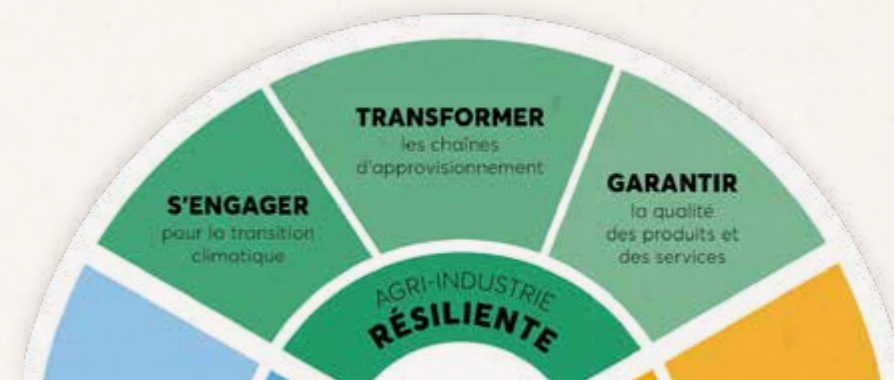 TRANSFORMER
les chaînes
d'approvisionnement
S'ENGAGER
pour la transition
climatique
GARANTIR
la qualité
des produits et
des services
AGRI-INDUSTRIE
RÉSILIENTE